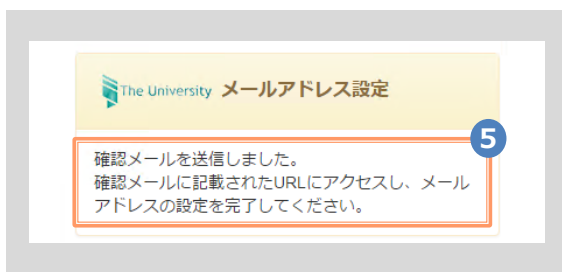 The University メールアドレス設定
5
確認メールを送信しました。
確認メールに記載されたURLにアクセスし、メール
アドレスの設定を完了してください。